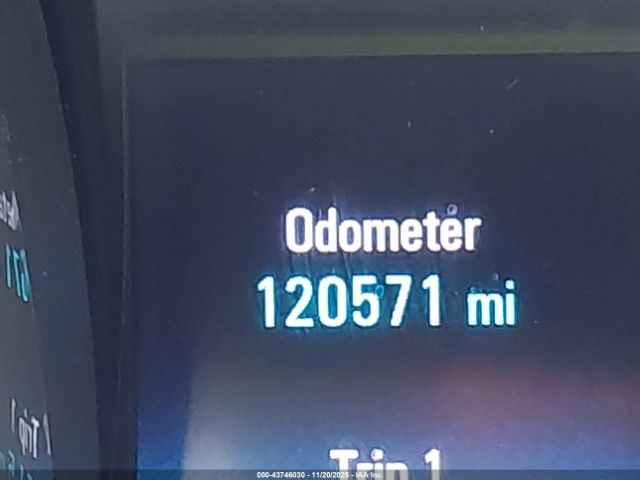 Odometer
120571 mi
Trip 1
000-43746030 - 11/20/2025 - IAA Inc.